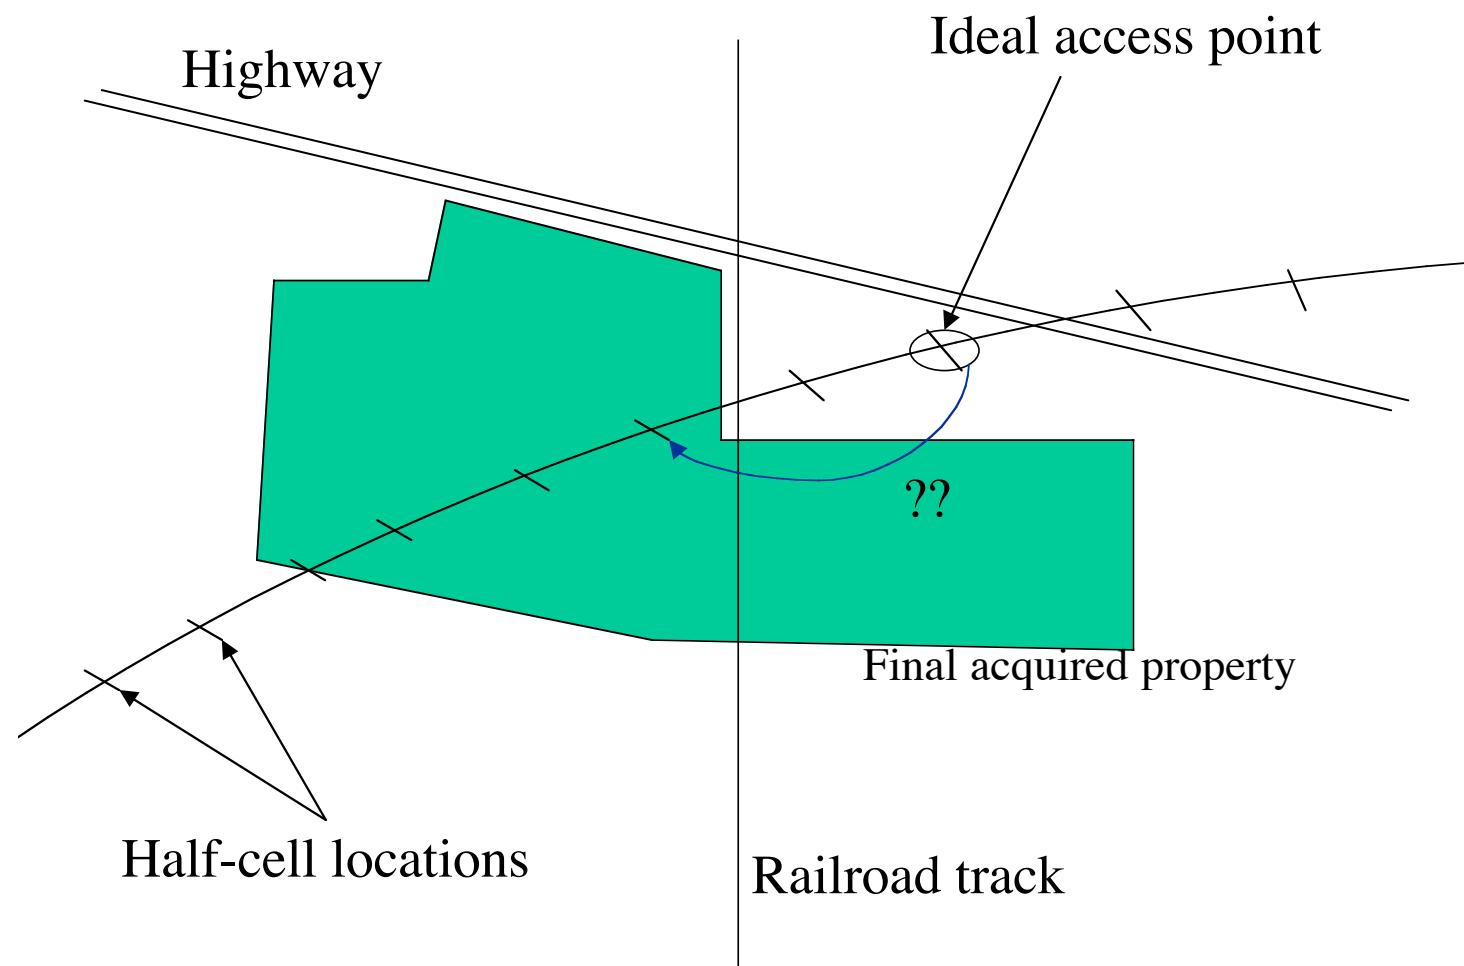 Ideal access point
Highway
??
Final acquired property
Half-cell locations
Railroad track